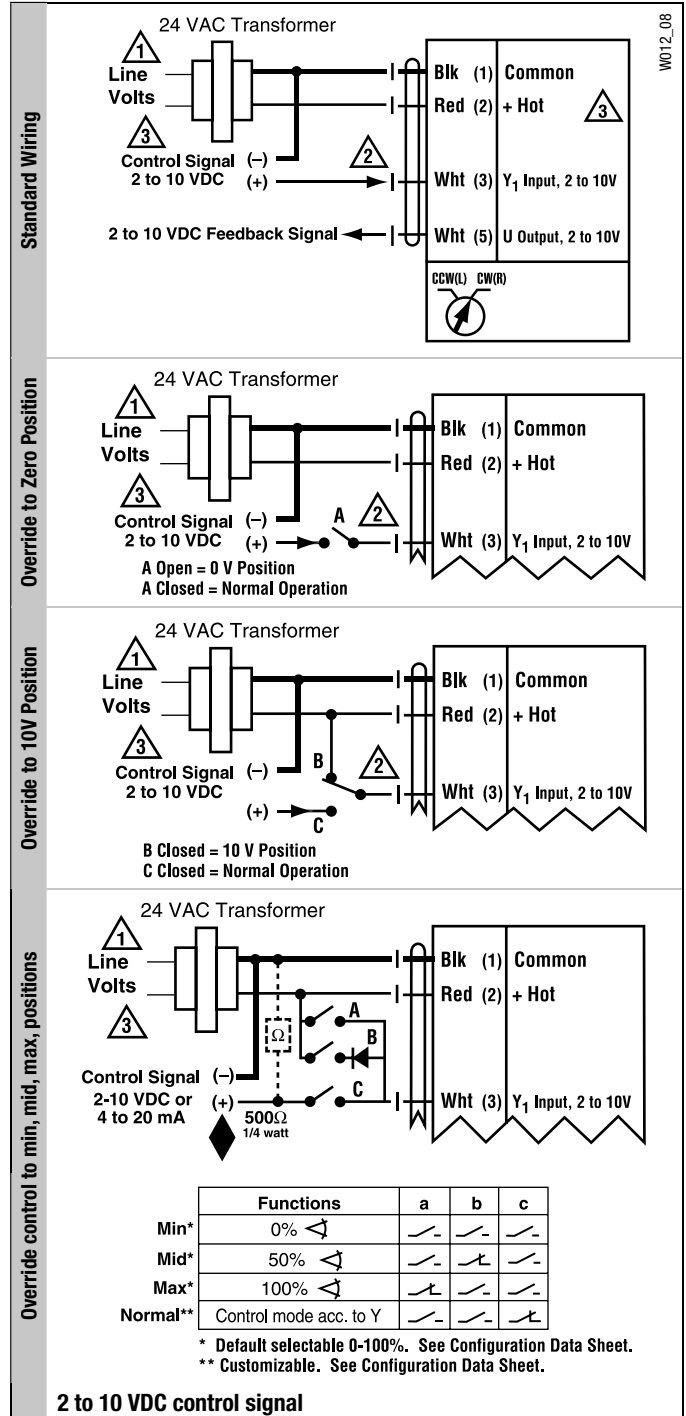 W012_08
Standard Wiring
24 VAC Transformer
1
Line
Volts
3
Control Signal (–)
2 to 10 VDC (+)
2
2 to 10 VDC Feedback Signal
Blk (1) Common
Red (2) + Hot
3
Wht (3) Y1 Input, 2 to 10V
Wht (5) U Output, 2 to 10V
CCW(L) CW(R)
Override to Zero Position
24 VAC Transformer
1
Line
Volts
3
Control Signal (–)
2 to 10 VDC (+)
A
2
A Open = 0 V Position
A Closed = Normal Operation
Blk (1) Common
Red (2) + Hot
Wht (3) Y1 Input, 2 to 10V
Override to 10V Position
24 VAC Transformer
1
Line
Volts
3
Control Signal (–)
2 to 10 VDC
(+)
B
2
C
B Closed = 10 V Position
C Closed = Normal Operation
Blk (1) Common
Red (2) + Hot
Wht (3) Y1 Input, 2 to 10V
Override control to min, mid, max, positions
24 VAC Transformer
1
Line
Volts
3
Ω
A
B
C
Control Signal (–)
2-10 VDC or
4 to 20 mA (+)
500Ω
1/4 watt
Blk (1) Common
Red (2) + Hot
Wht (3) Y1 Input, 2 to 10V
Functions a b c
Min* 0%
Mid* 50%
Max* 100%
Normal** Control mode acc. to Y
* Default selectable 0-100%. See Configuration Data Sheet.
** Customizable. See Configuration Data Sheet.
2 to 10 VDC control signal